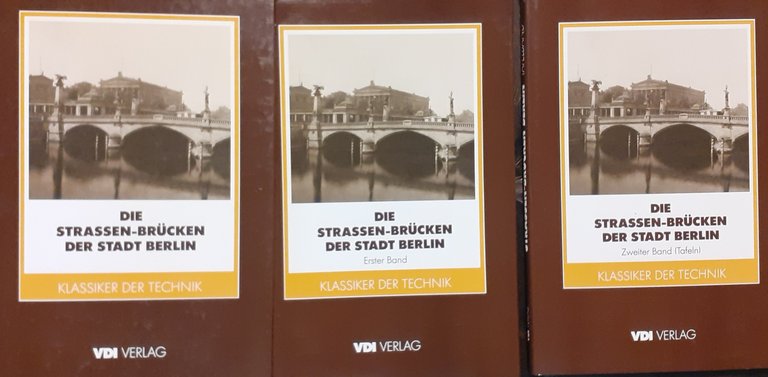 DIE
STRASSEN-BRÜCKEN
DER STADT BERLIN
KLASSIKER DER TECHNIK
VDI VERLAG
DIE
STRASSEN-BRÜCKEN
DER STADT BERLIN
Erster Band
KLASSIKER DER TECHNIK
VDI VERLAG
DIE
STRASSEN-BRÜCKEN
DER STADT BERLIN
Zweiter Band (Tafeln)
KLASSIKER DER TECHNIK
VDI VERLAG